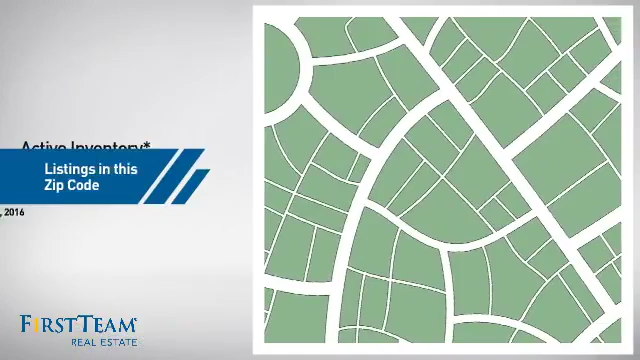 Active Inventory*
Listings in this
Zip Code
, 2016
FIRSTTEAM®
REAL ESTATE